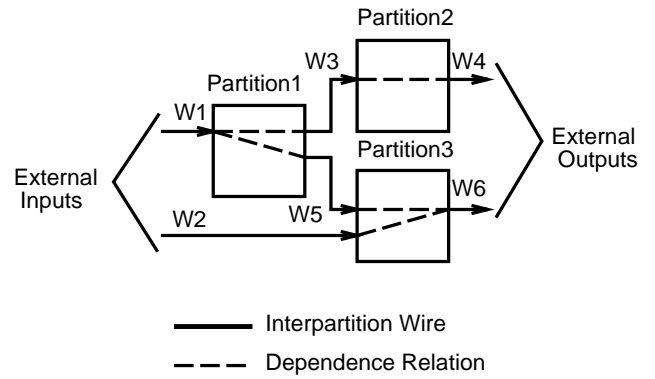 Partition2
W3
W4
Partition1
W1
External
Outputs
Partition3
External
Inputs
W6
W5
W2
Interpartition Wire
Dependence Relation